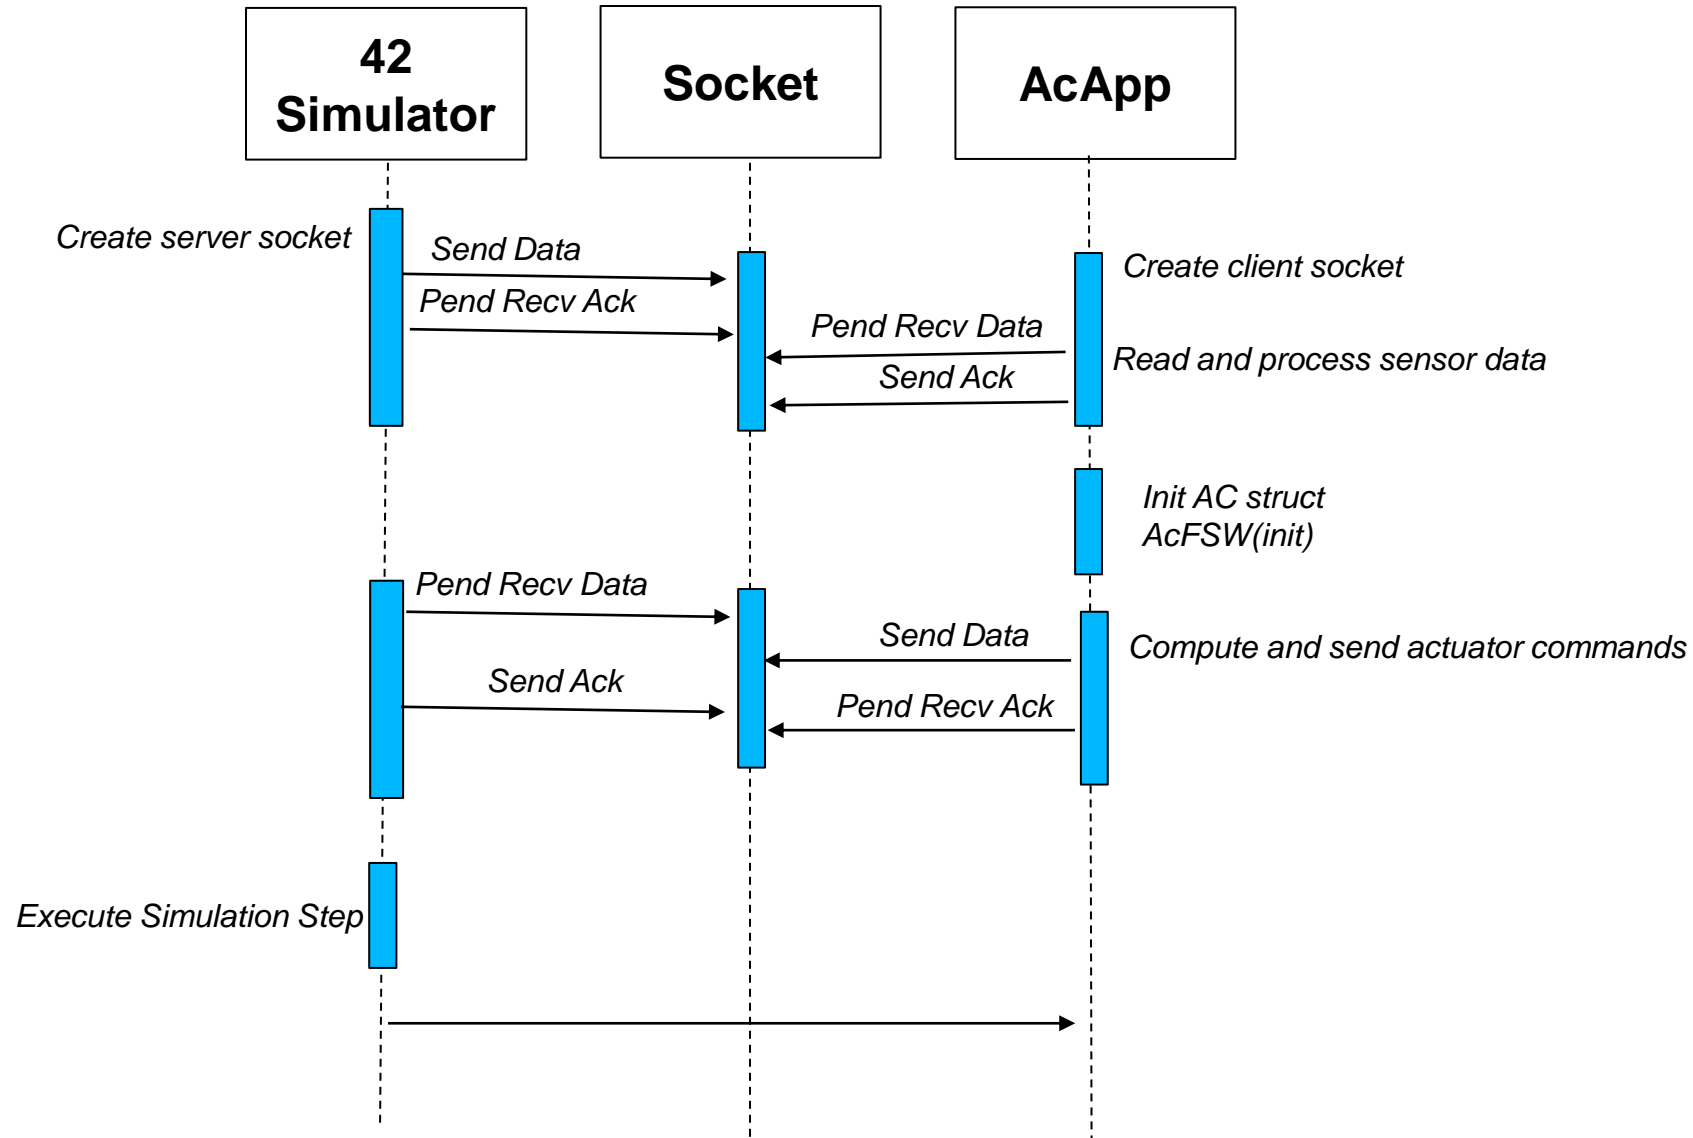 42
Simulator
Socket
AcApp
Create server socket
Send Data
Create client socket
Pend Recv Ack
Pend Recv Data
Read and process sensor data
Send Ack
Init AC struct
AcFSW(init)
Pend Recv Data
Send Data
Compute and send actuator commands
Send Ack
Pend Recv Ack
Execute Simulation Step